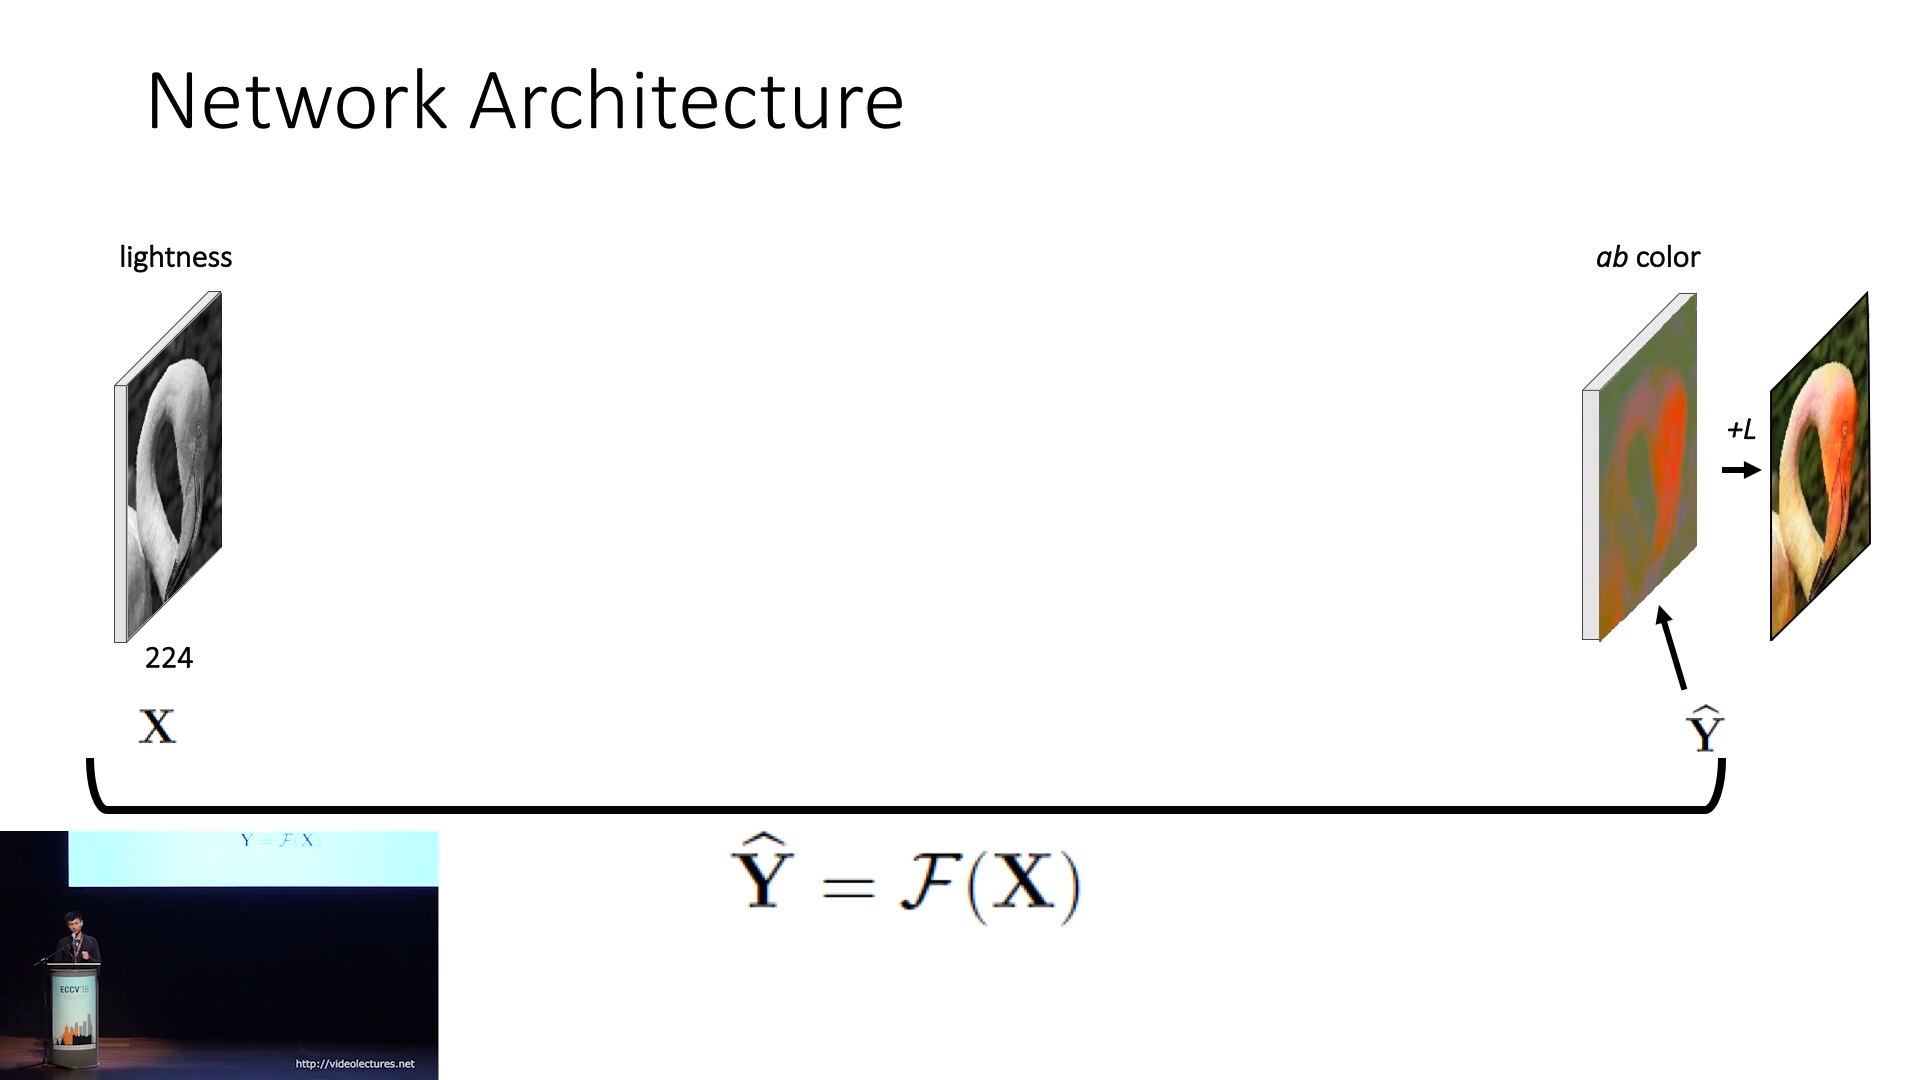 Network Architecture
lightness
ab color
+L
224
X
Ŷ
Ŷ = ℱ(X)
Y = ℱ(X)
ECCV'16
http://videolectures.net